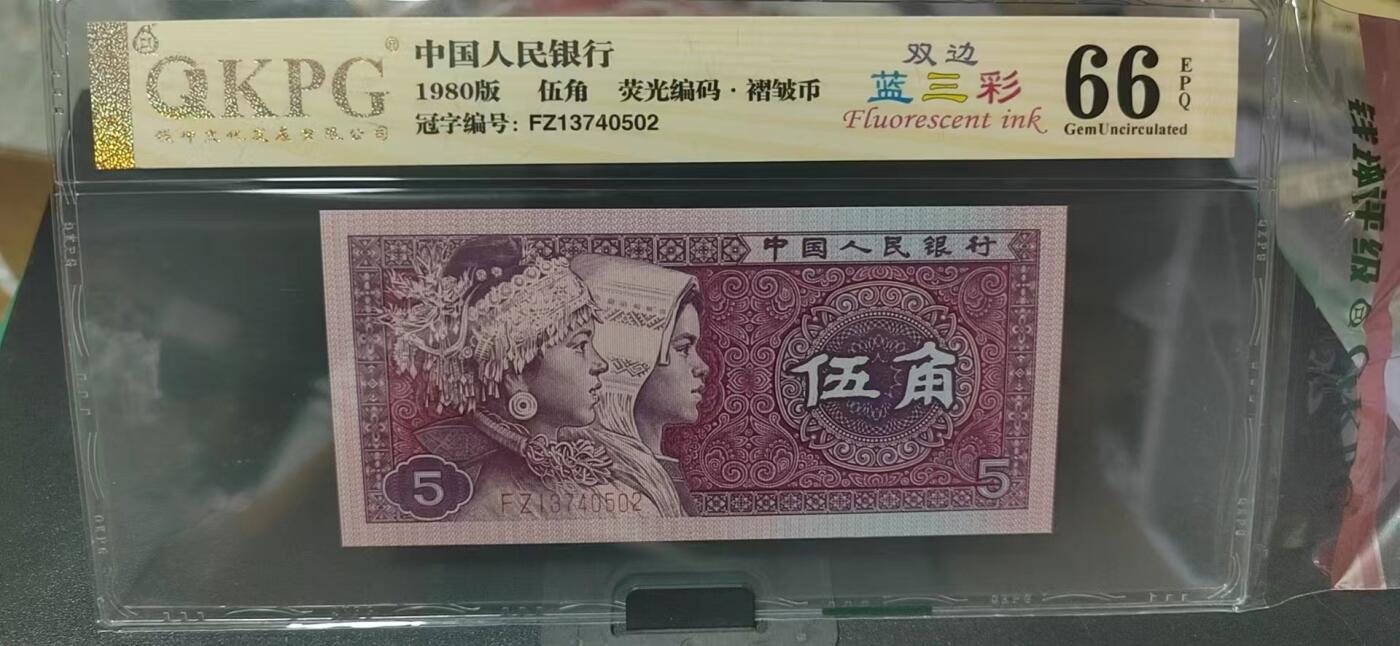 QKPG®
中国人民银行
1980版 伍角 荧光编码·褶皱币
冠字编号: FZ13740502
双边
蓝三彩
Fluorescent ink
66
EPQ
Gem Uncirculated
中国人民银行
伍角
5
FZ13740502
5